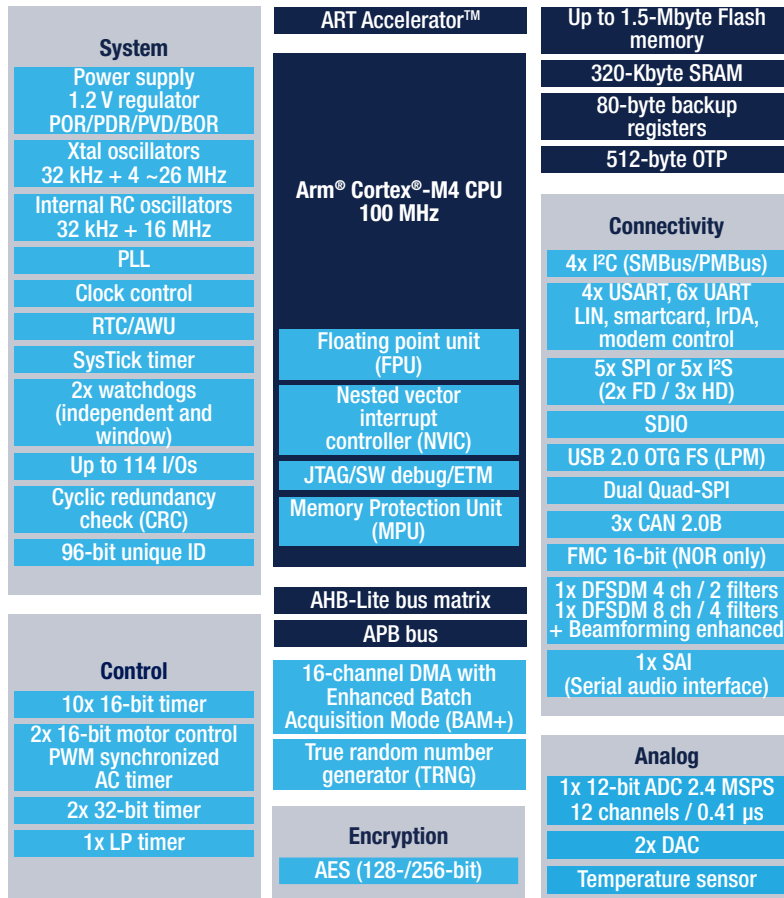 System
Power supply
1.2 V regulator
POR/PDR/PVD/BOR
Xtal oscillators
32 kHz + 4 ~26 MHz
Internal RC oscillators
32 kHz + 16 MHz
PLL
Clock control
RTC/AWU
SysTick timer
2x watchdogs
(independent and
window)
Up to 114 I/Os
Cyclic redundancy
check (CRC)
96-bit unique ID
Control
10x 16-bit timer
2x 16-bit motor control
PWM synchronized
AC timer
2x 32-bit timer
1x LP timer
ART Accelerator™
Arm® Cortex®-M4 CPU
100 MHz
Floating point unit
(FPU)
Nested vector
interrupt
controller (NVIC)
JTAG/SW debug/ETM
Memory Protection Unit
(MPU)
AHB-Lite bus matrix
APB bus
16-channel DMA with
Enhanced Batch
Acquisition Mode (BAM+)
True random number
generator (TRNG)
Encryption
AES (128-/256-bit)
Up to 1.5-Mbyte Flash
memory
320-Kbyte SRAM
80-byte backup
registers
512-byte OTP
Connectivity
4x I²C (SMBus/PMBus)
4x USART, 6x UART
LIN, smartcard, IrDA,
modem control
5x SPI or 5x I²S
(2x FD / 3x HD)
SDIO
USB 2.0 OTG FS (LPM)
Dual Quad-SPI
3x CAN 2.0B
FMC 16-bit (NOR only)
1x DFSDM 4 ch / 2 filters
1x DFSDM 8 ch / 4 filters
+ Beamforming enhanced
1x SAI
(Serial audio interface)
Analog
1x 12-bit ADC 2.4 MSPS
12 channels / 0.41 µs
2x DAC
Temperature sensor